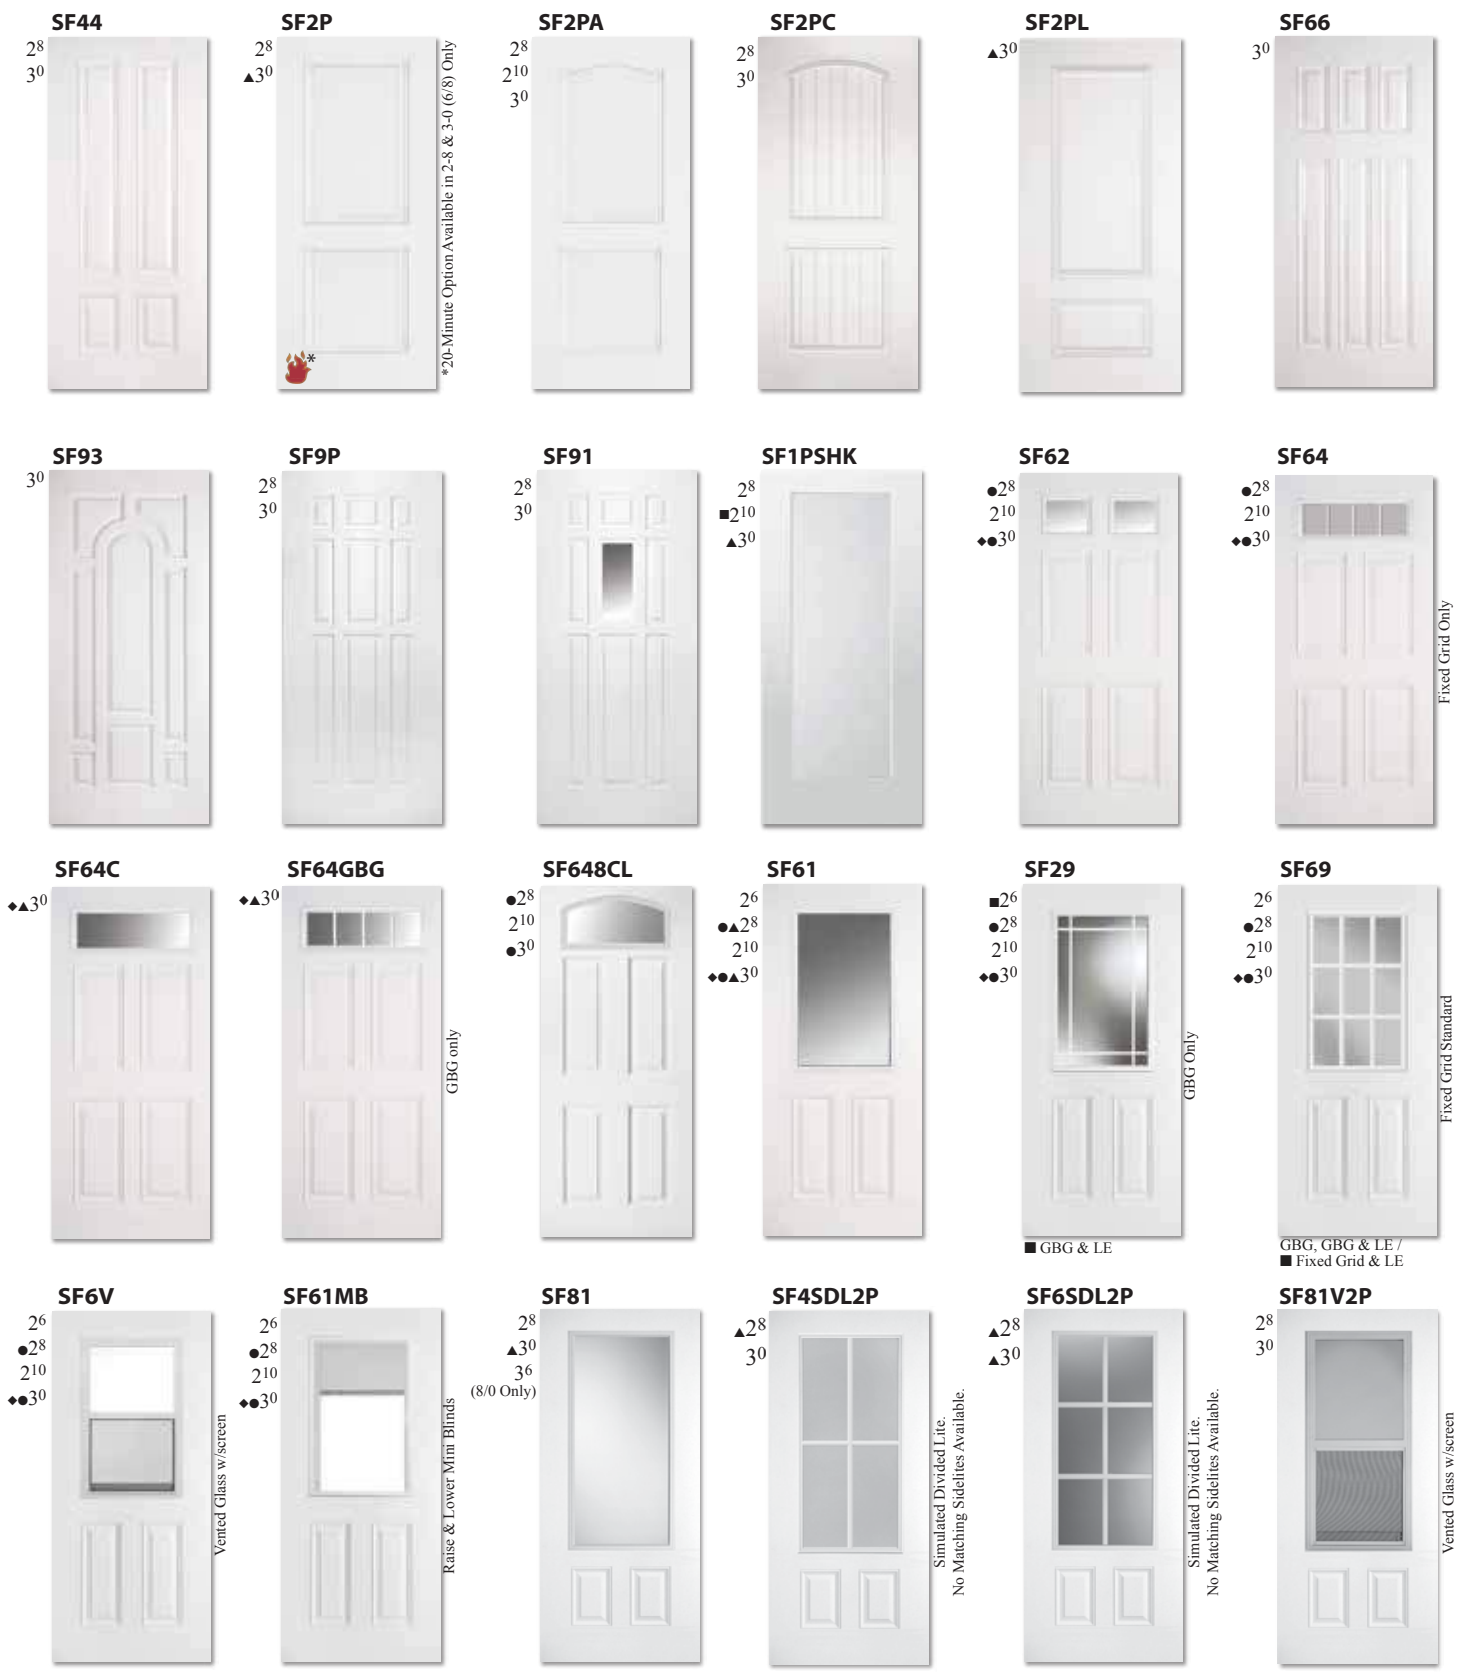 SF44
2⁸
3⁰
SF2P
2⁸
▲3⁰
*
*20-Minute Option Available in 2-8 & 3-0 (6/8) Only
SF2PA
2⁸
2¹⁰
3⁰
SF2PC
2⁸
3⁰
SF2PL
▲3⁰
SF66
3⁰
SF93
3⁰
SF9P
2⁸
3⁰
SF91
2⁸
3⁰
SF1PSHK
2⁸
■2¹⁰
▲3⁰
SF62
●2⁸
2¹⁰
◆●3⁰
SF64
●2⁸
2¹⁰
◆●3⁰
Fixed Grid Only
SF64C
◆▲3⁰
SF64GBG
◆▲3⁰
GBG only
SF648CL
●2⁸
2¹⁰
●3⁰
SF61
2⁶
●▲2⁸
2¹⁰
◆●▲3⁰
SF29
■2⁶
●2⁸
2¹⁰
◆●3⁰
GBG Only
■ GBG & LE
SF69
2⁶
●2⁸
2¹⁰
◆●3⁰
Fixed Grid Standard
GBG, GBG & LE /
■ Fixed Grid & LE
SF6V
2⁶
●2⁸
2¹⁰
◆●3⁰
Vented Glass w/screen
SF61MB
2⁶
●2⁸
2¹⁰
◆●3⁰
Raise & Lower Mini Blinds
SF81
2⁸
▲3⁰
3⁶
(8/0 Only)
SF4SDL2P
▲2⁸
3⁰
Simulated Divided Lite.
No Matching Sidelites Available.
SF6SDL2P
▲2⁸
▲3⁰
Simulated Divided Lite.
No Matching Sidelites Available.
SF81V2P
2⁸
3⁰
Vented Glass w/screen